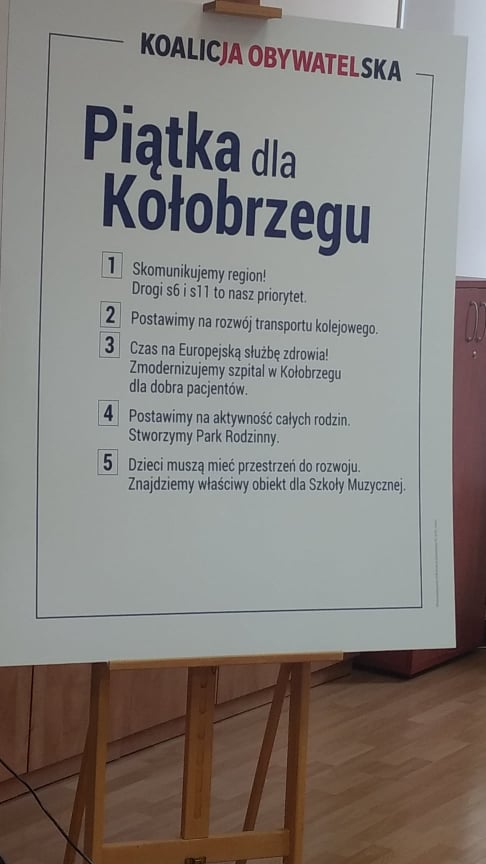 KOALICJA OBYWATELSKA
Piątka dla
Kołobrzegu
1 Skomunikujemy region!
Drogi s6 i s11 to nasz priorytet.
2 Postawimy na rozwój transportu kolejowego.
3 Czas na Europejską służbę zdrowia!
Zmodernizujemy szpital w Kołobrzegu
dla dobra pacjentów.
4 Postawimy na aktywność całych rodzin.
Stworzymy Park Rodzinny.
5 Dzieci muszą mieć przestrzeń do rozwoju.
Znajdziemy właściwy obiekt dla Szkoły Muzycznej.